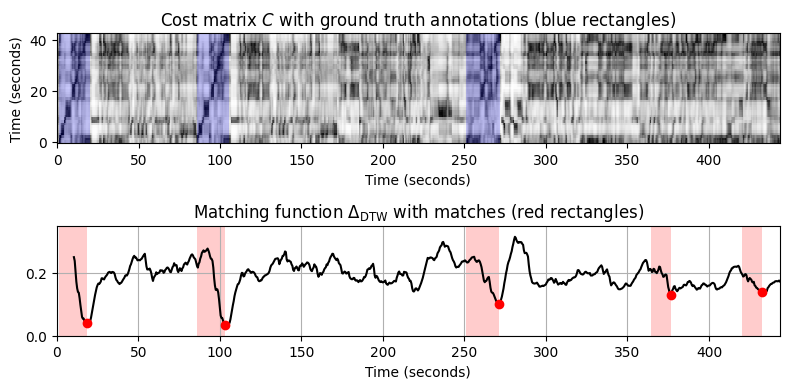 Cost matrix C with ground truth annotations (blue rectangles)
Time (seconds)
40
20
0
0 50 100 150 200 250 300 350 400
Time (seconds)
Matching function Δ_DTW with matches (red rectangles)
0.2
0.0
0 50 100 150 200 250 300 350 400
Time (seconds)